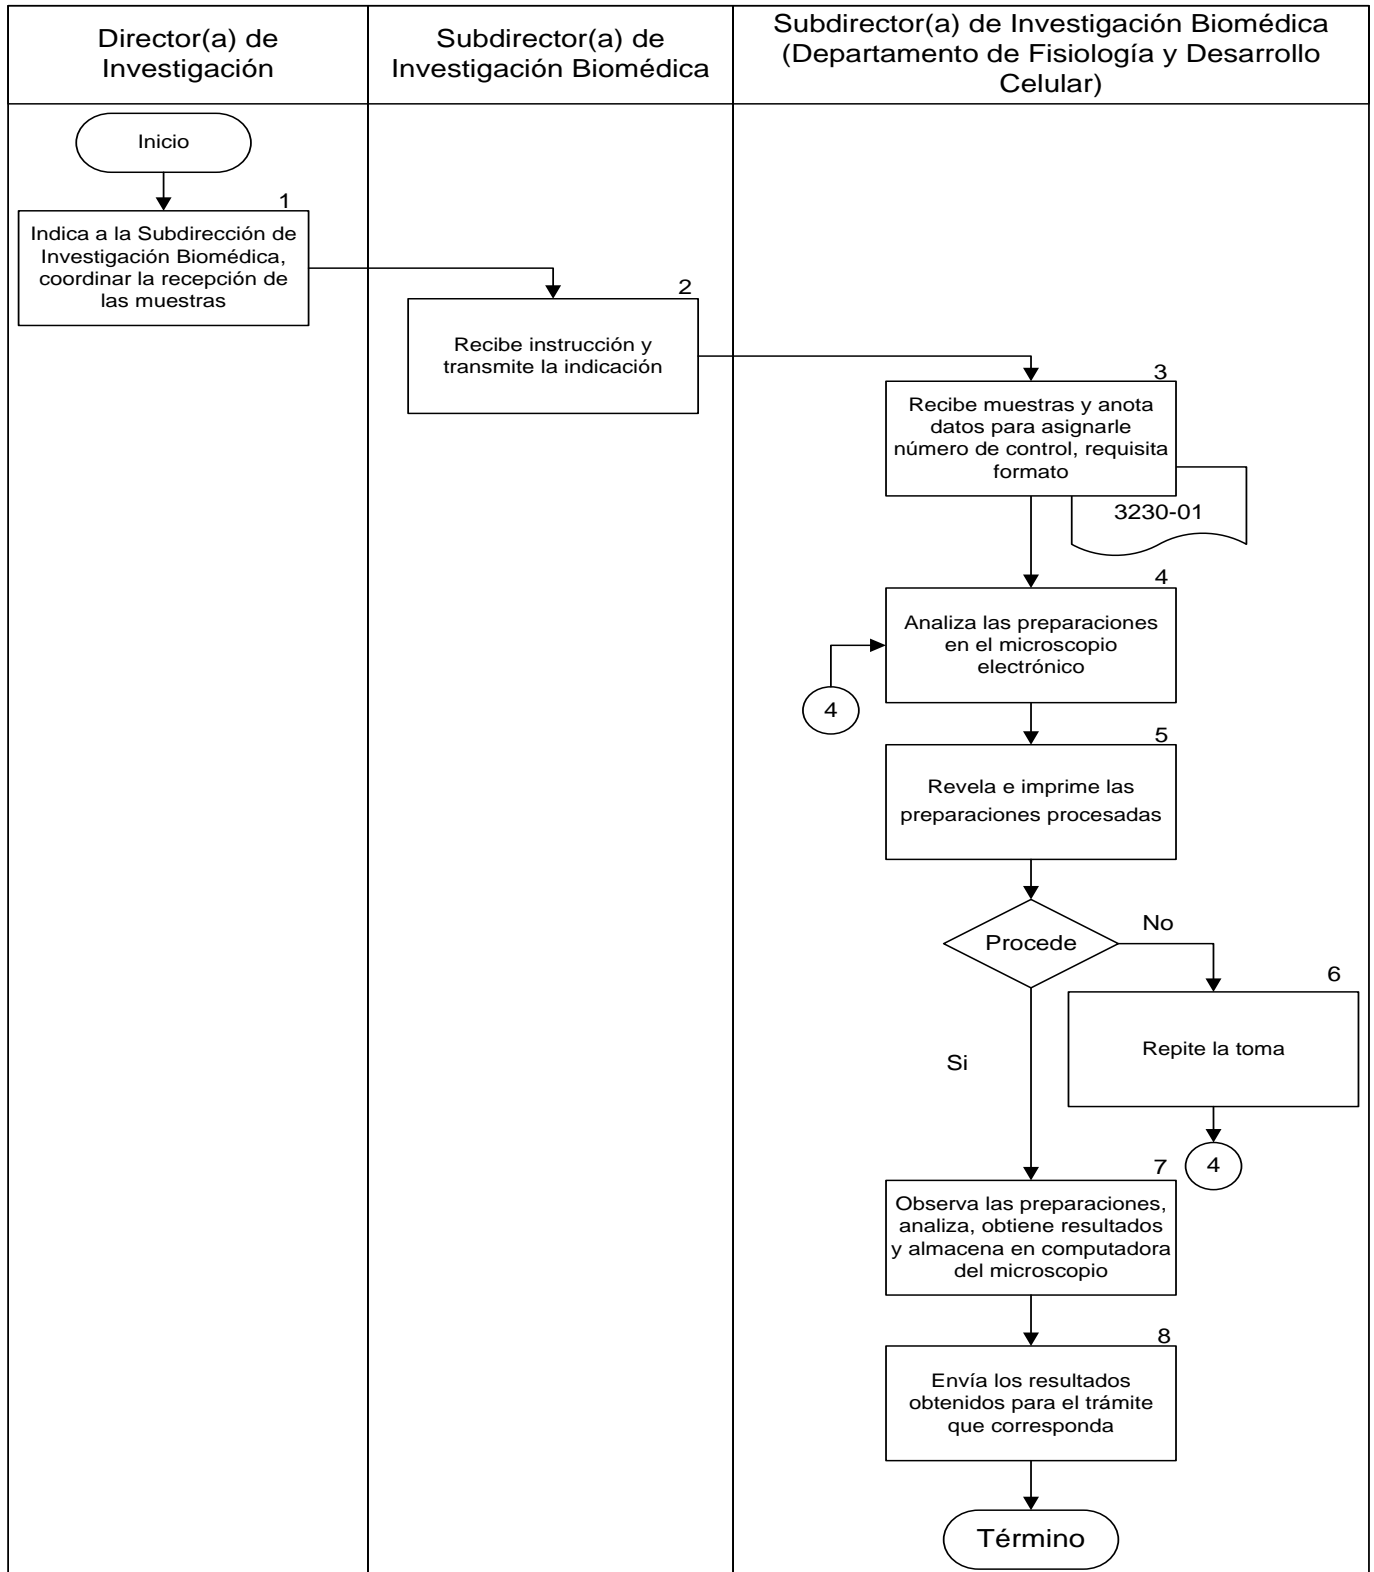 Director(a) de
Investigación
Subdirector(a) de
Investigación Biomédica
Subdirector(a) de Investigación Biomédica
(Departamento de Fisiología y Desarrollo
Celular)
Inicio
1
Indica a la Subdirección de
Investigación Biomédica,
coordinar la recepción de
las muestras
2
Recibe instrucción y
transmite la indicación
3
Recibe muestras y anota
datos para asignarle
número de control, requisita
formato
3230-01
4
Analiza las preparaciones
en el microscopio
electrónico
4
5
Revela e imprime las
preparaciones procesadas
Procede
No
6
Repite la toma
Si
4
7
Observa las preparaciones,
analiza, obtiene resultados
y almacena en computadora
del microscopio
8
Envía los resultados
obtenidos para el trámite
que corresponda
Término